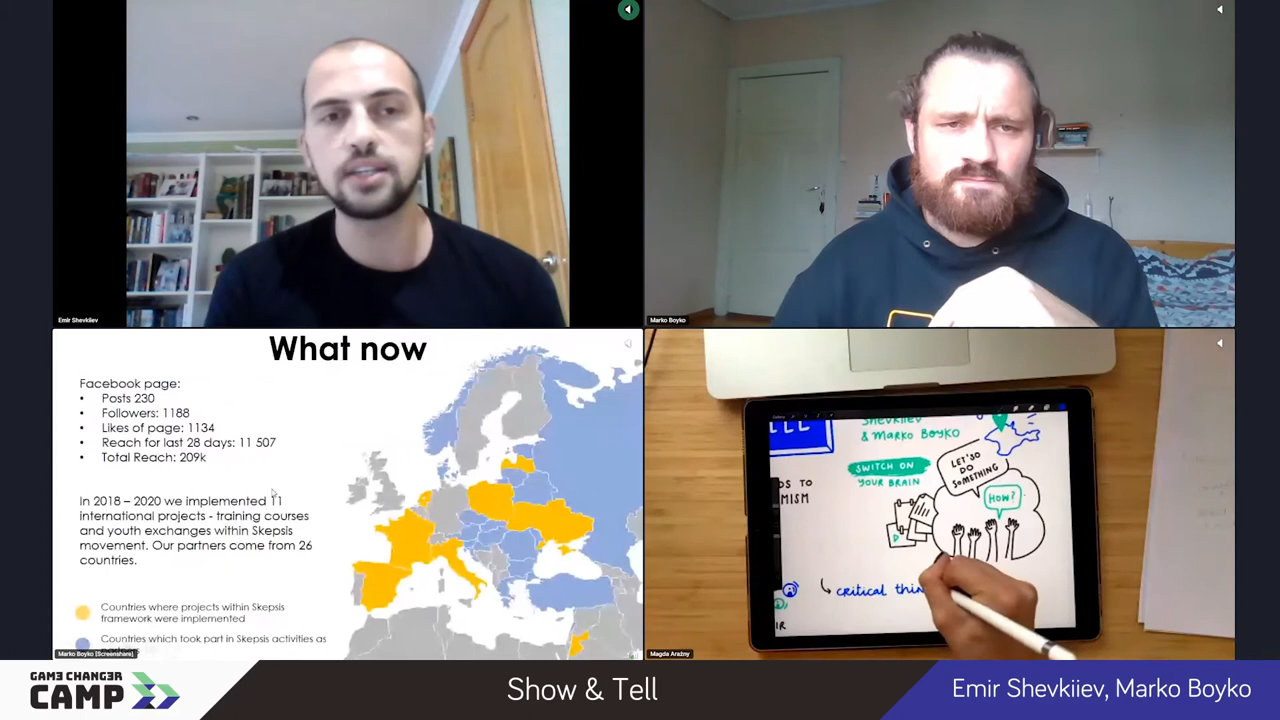 Emir Shevkiiev
Marko Boyko
What now
Facebook page:
• Posts 230
• Followers: 1188
• Likes of page: 1134
• Reach for last 28 days: 11 507
• Total Reach: 209k
In 2018 – 2020 we implemented 11
international projects - training courses
and youth exchanges within Skepsis
movement. Our partners come from 26
countries.
Countries where projects within Skepsis
framework were implemented
Countries which took part in Skepsis activities as
Marko Boyko [Screenshare]
SHEVKIIEV
& MARKO BOYKO
SWITCH ON
YOUR BRAIN
LET'S DO
SOMETHING
HOW?
critical
Magda Arażny
GAM3 CHANG3R
CAMP
Show & Tell
Emir Shevkiiev, Marko Boyko